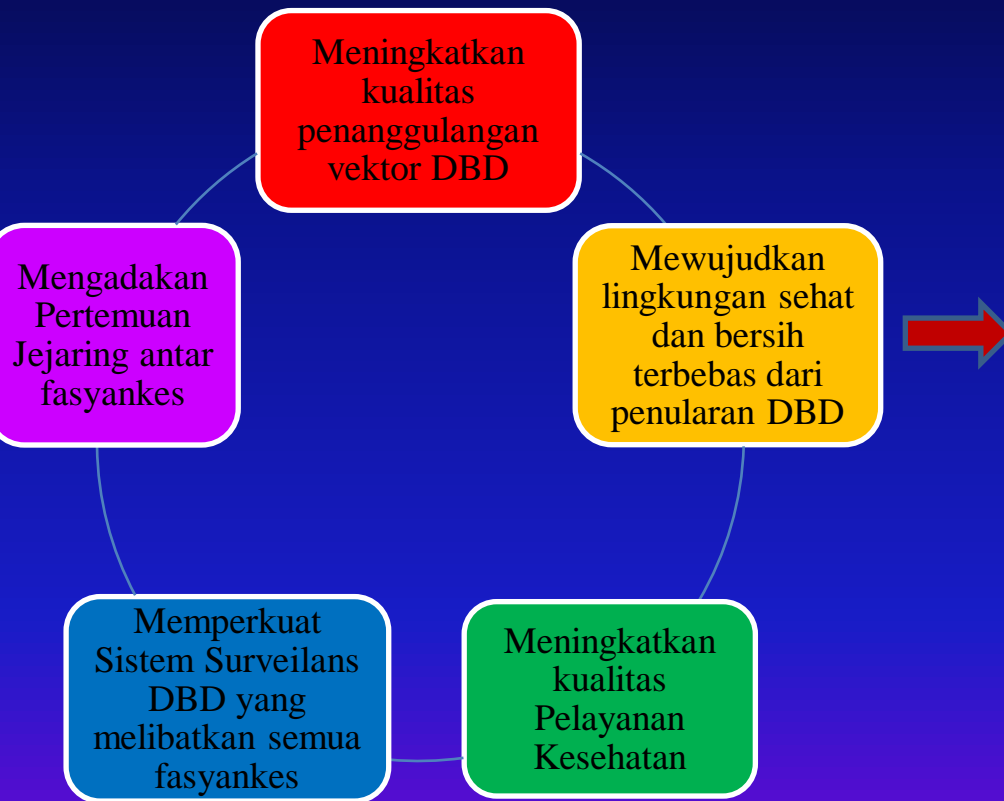 Meningkatkan
kualitas
penanggulangan
vektor DBD
Mewujudkan
lingkungan sehat
dan bersih
terbebas dari
penularan DBD
Meningkatkan
kualitas
Pelayanan
Kesehatan
Memperkuat
Sistem Surveilans
DBD yang
melibatkan semua
fasyankes
Mengadakan
Pertemuan
Jejaring antar
fasyankes